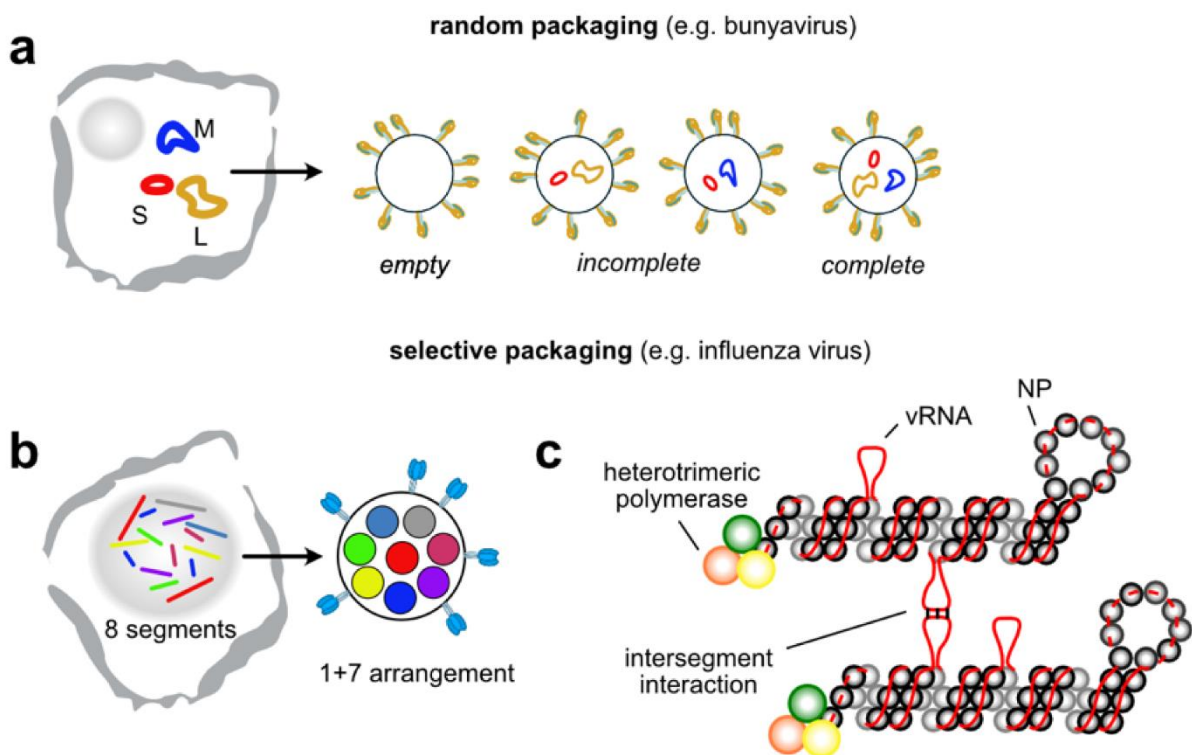 random packaging (e.g. bunyavirus)
a
M
S
L
empty
incomplete
complete
selective packaging (e.g. influenza virus)
b
8 segments
1+7 arrangement
c
vRNA
NP
heterotrimeric
polymerase
intersegment
interaction